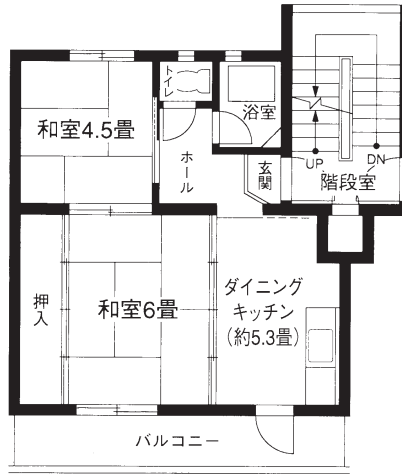 トイレ
浴室
和室4.5畳
ホール
玄関
UP
DN
階段室
押入
和室6畳
ダイニング
キッチン
(約5.3畳)
バルコニー